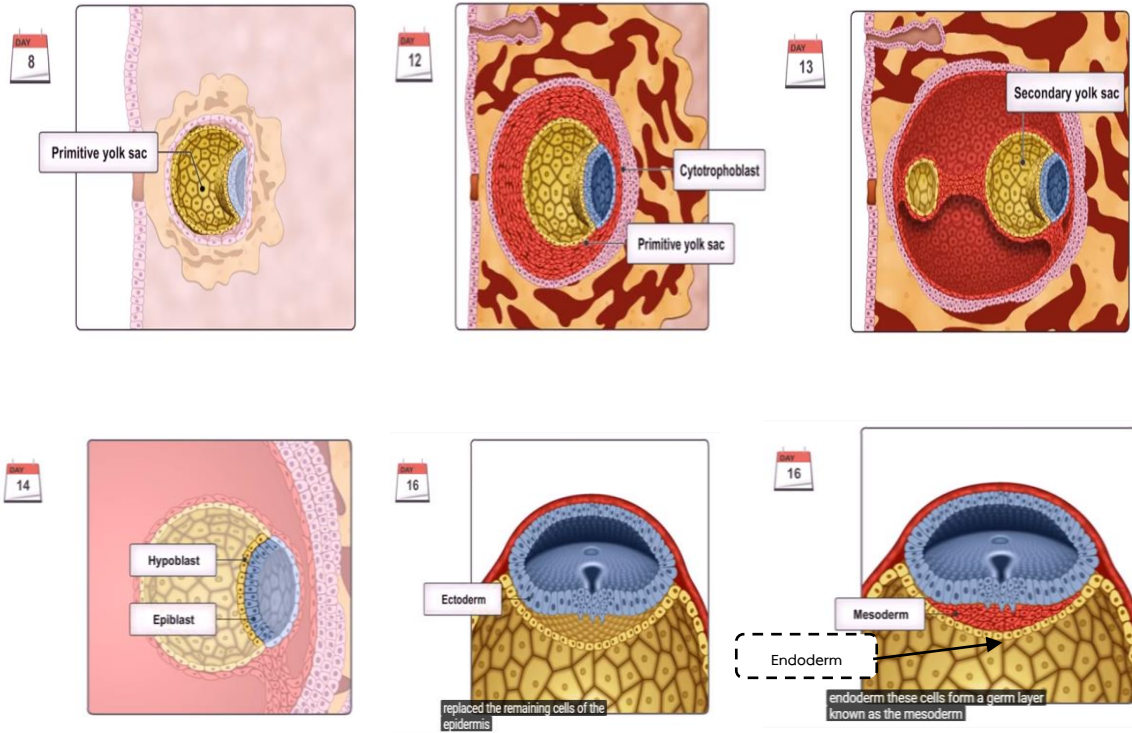 DAY
8
Primitive yolk sac
DAY
12
Cytotrophoblast
Primitive yolk sac
DAY
13
Secondary yolk sac
DAY
14
Hypoblast
Epiblast
DAY
16
Ectoderm
replaced the remaining cells of the
epidermis
DAY
16
Mesoderm
Endoderm
endoderm these cells form a germ layer
known as the mesoderm